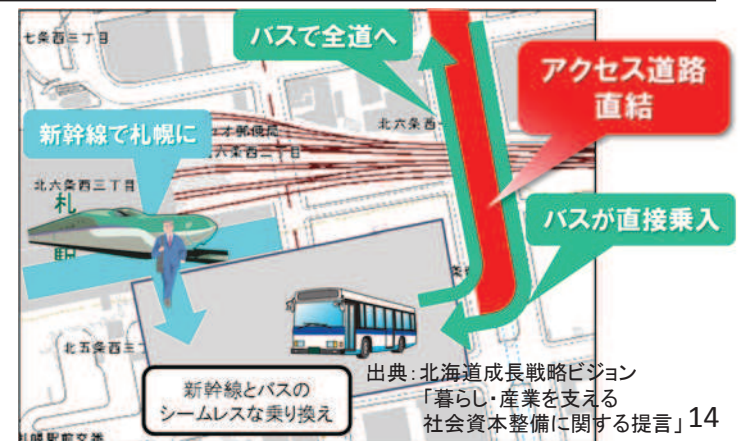 七条西三丁目
バスで全道へ
アクセス道路
直結
新幹線で札幌に
北六条西
北六条西三丁目
札
バスが直接乗入
北五条西三
新幹線とバスの
シームレスな乗り換え
出典:北海道成長戦略ビジョン
「暮らし・産業を支える
社会資本整備に関する提言」14